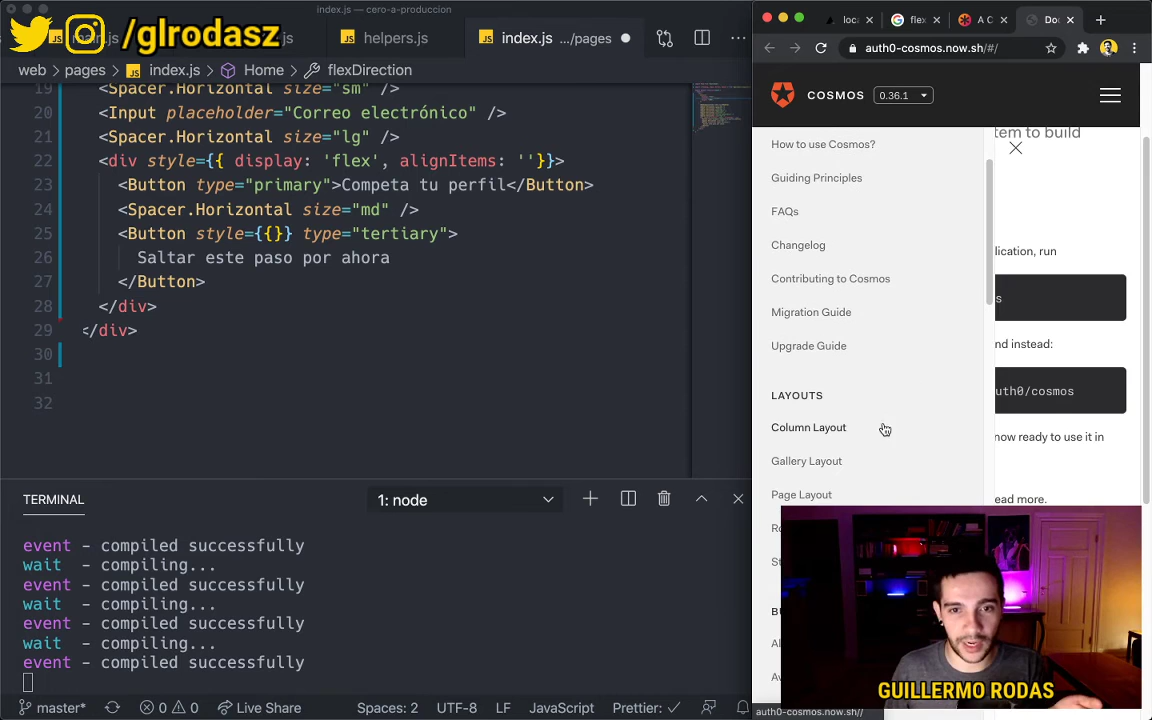 index.js — cero-a-produccion
/glrodasz
helpers.js
index.js .../pages
web > pages > index.js > Home > flexDirection
19 <Spacer.Horizontal size="sm" />
20 <Input placeholder="Correo electrónico" />
21 <Spacer.Horizontal size="lg" />
22 <div style={{ display: 'flex', alignItems: ''}}>
23 <Button type="primary">Competa tu perfil</Button>
24 <Spacer.Horizontal size="md" />
25 <Button style={{}} type="tertiary">
26 Saltar este paso por ahora
27 </Button>
28 </div>
29 </div>
30
31
32
TERMINAL
1: node
event - compiled successfully
wait - compiling...
event - compiled successfully
wait - compiling...
event - compiled successfully
wait - compiling...
event - compiled successfully
master*
0
0
Live Share
Spaces: 2
UTF-8
LF
JavaScript
Prettier: ✓
loca
flex
A C
Do
auth0-cosmos.now.sh/#/
COSMOS
0.36.1
tem to build
How to use Cosmos?
Guiding Principles
FAQs
Changelog
lication, run
Contributing to Cosmos
s
Migration Guide
Upgrade Guide
nd instead:
LAYOUTS
uth0/cosmos
Column Layout
now ready to use it in
Gallery Layout
Page Layout
ead more.
GUILLERMO RODAS
auth0-cosmos.now.sh//